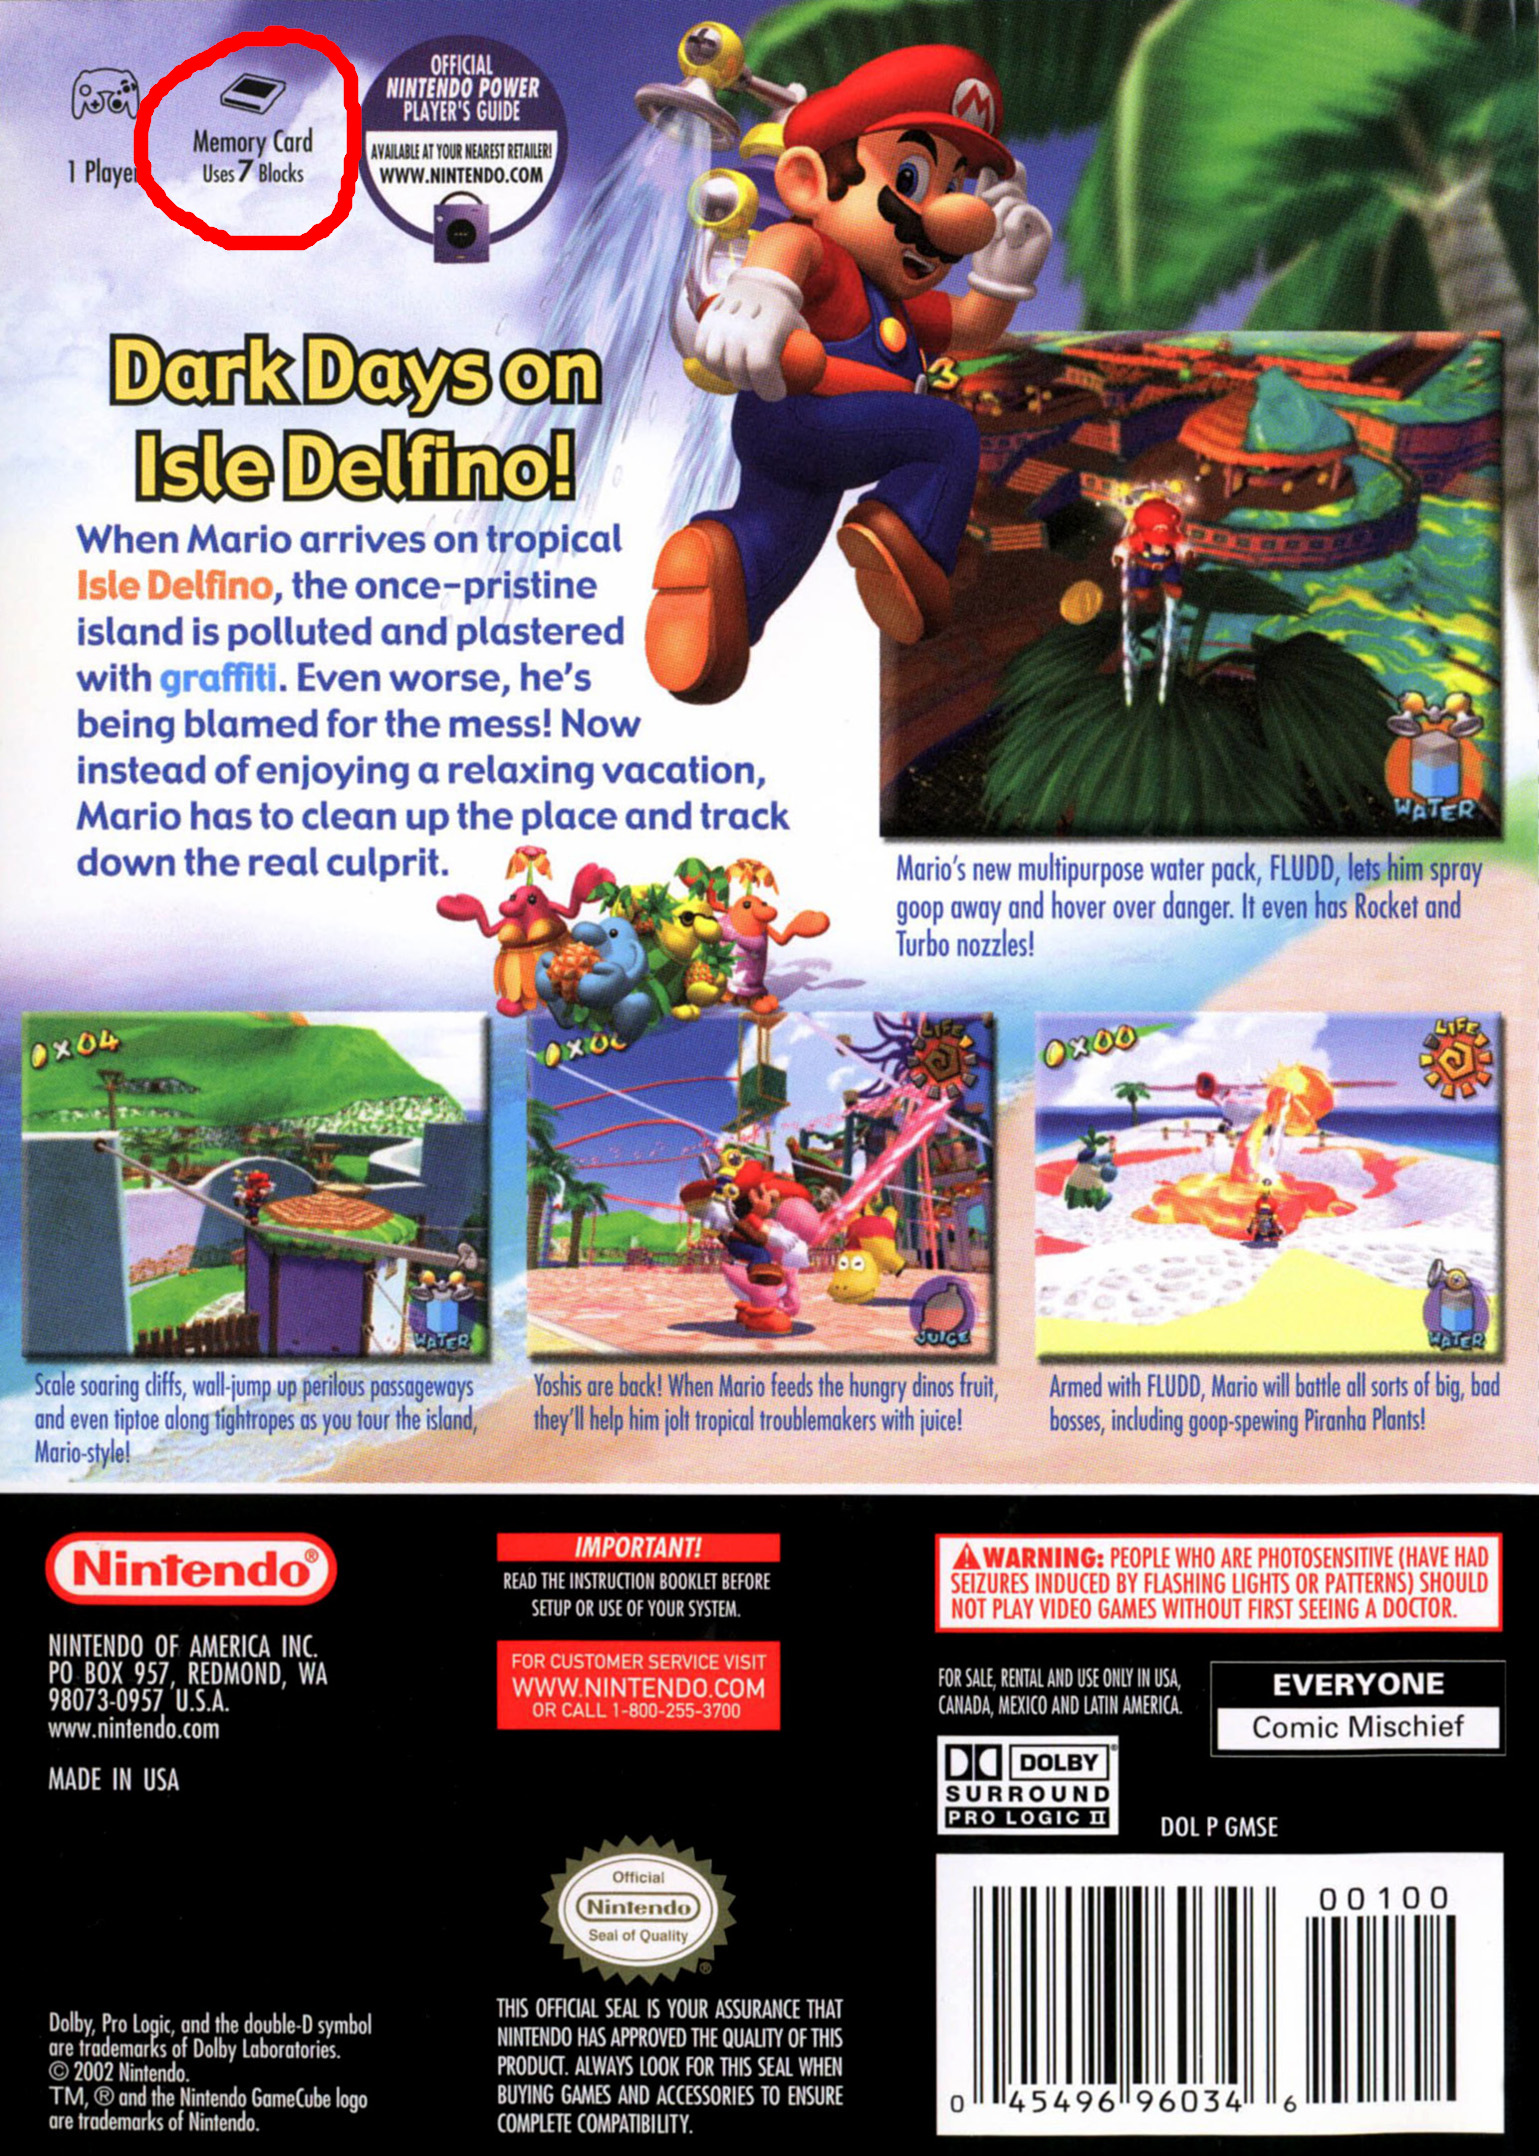 1 Player
Memory Card
Uses 7 Blocks
OFFICIAL
NINTENDO POWER
PLAYER'S GUIDE
AVAILABLE AT YOUR NEAREST RETAILER!
WWW.NINTENDO.COM
M
Dark Days on
Isle Delfino!
When Mario arrives on tropical
Isle Delfino, the once-pristine
island is polluted and plastered
with graffiti. Even worse, he's
being blamed for the mess! Now
instead of enjoying a relaxing vacation,
Mario has to clean up the place and track
down the real culprit.
WATER
Mario's new multipurpose water pack, FLUDD, lets him spray
goop away and hover over danger. It even has Rocket and
Turbo nozzles!
x04
WATER
Scale soaring cliffs, wall-jump up perilous passageways
and even tiptoe along tightropes as you tour the island,
Mario-style!
LIFE
JUICE
Yoshis are back! When Mario feeds the hungry dinos fruit,
they'll help him jolt tropical troublemakers with juice!
x00
LIFE
WATER
Armed with FLUDD, Mario will battle all sorts of big, bad
bosses, including goop-spewing Piranha Plants!
Nintendo®
NINTENDO OF AMERICA INC.
PO BOX 957, REDMOND, WA
98073-0957 U.S.A.
www.nintendo.com
MADE IN USA
Dolby, Pro Logic, and the double-D symbol
are trademarks of Dolby Laboratories.
© 2002 Nintendo.
TM, ® and the Nintendo GameCube logo
are trademarks of Nintendo.
IMPORTANT!
READ THE INSTRUCTION BOOKLET BEFORE
SETUP OR USE OF YOUR SYSTEM.
FOR CUSTOMER SERVICE VISIT
WWW.NINTENDO.COM
OR CALL 1-800-255-3700
Official
Nintendo
Seal of Quality
®
THIS OFFICIAL SEAL IS YOUR ASSURANCE THAT
NINTENDO HAS APPROVED THE QUALITY OF THIS
PRODUCT. ALWAYS LOOK FOR THIS SEAL WHEN
BUYING GAMES AND ACCESSORIES TO ENSURE
COMPLETE COMPATIBILITY.
WARNING: PEOPLE WHO ARE PHOTOSENSITIVE (HAVE HAD
SEIZURES INDUCED BY FLASHING LIGHTS OR PATTERNS) SHOULD
NOT PLAY VIDEO GAMES WITHOUT FIRST SEEING A DOCTOR.
FOR SALE, RENTAL AND USE ONLY IN USA,
CANADA, MEXICO AND LATIN AMERICA.
EVERYONE
Comic Mischief
DOLBY®
SURROUND
PRO LOGIC II
DOL P GMSE
00100
0 45496 96034 6